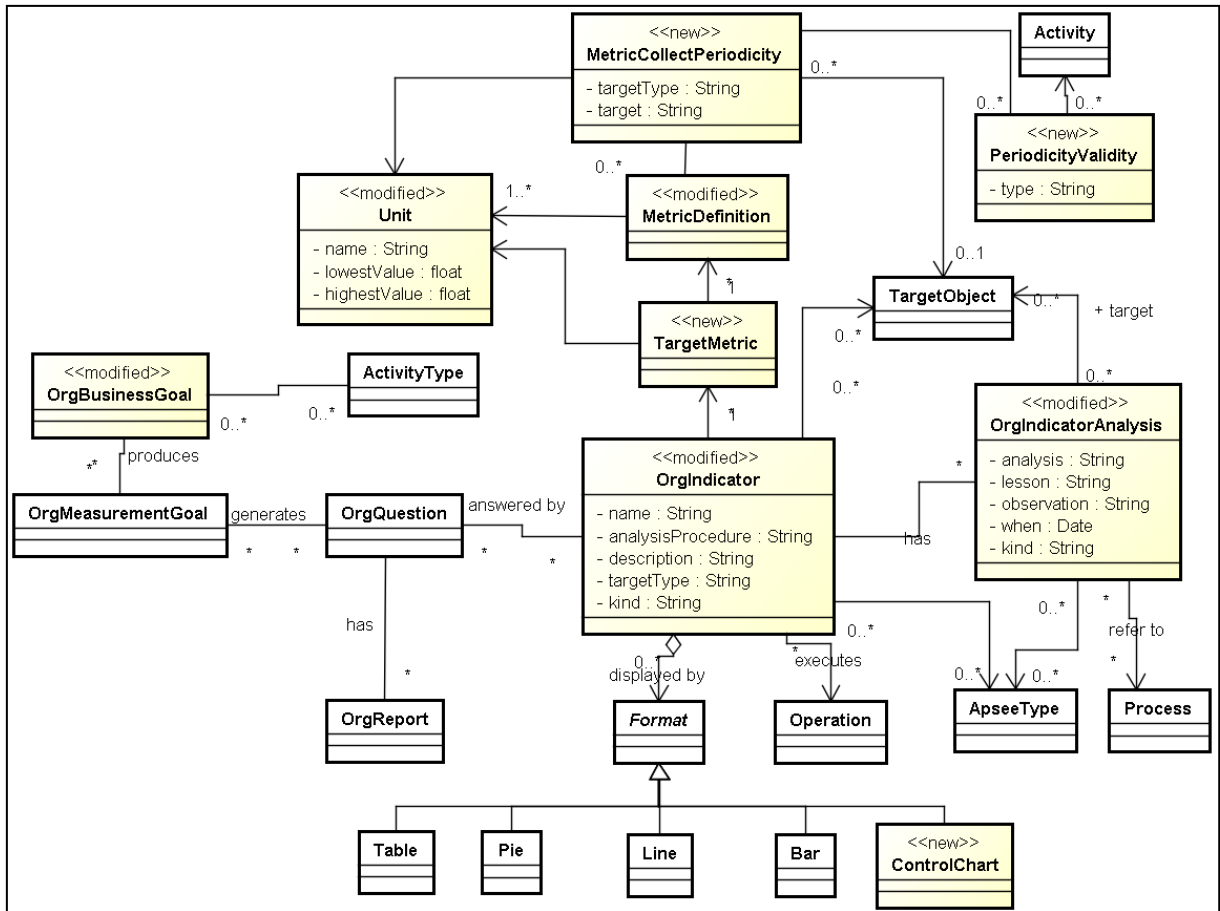 <<new>>
MetricCollectPeriodicity
- targetType : String
- target : String
Activity
0..*
0..*
0..*
<<new>>
PeriodicityValidity
- type : String
0..*
1..*
<<modified>>
Unit
- name : String
- lowestValue : float
- highestValue : float
<<modified>>
MetricDefinition
0..1
TargetObject
0..*
+ target
*
1
<<new>>
TargetMetric
0..*
0..*
0..*
<<modified>>
OrgBusinessGoal
ActivityType
0..*
0..*
*
1
<<modified>>
OrgIndicatorAnalysis
- analysis : String
- lesson : String
- observation : String
- when : Date
- kind : String
<<modified>>
OrgIndicator
- name : String
- analysisProcedure : String
- description : String
- targetType : String
- kind : String
*
has
*
*
produces
OrgMeasurementGoal
generates
*
*
OrgQuestion
answered by
*
*
has
*
0..*
0..*
*
refer to
*
0..*
displayed by
*
executes
0..*
0..*
OrgReport
Format
Operation
ApseeType
Process
Table
Pie
Line
Bar
<<new>>
ControlChart